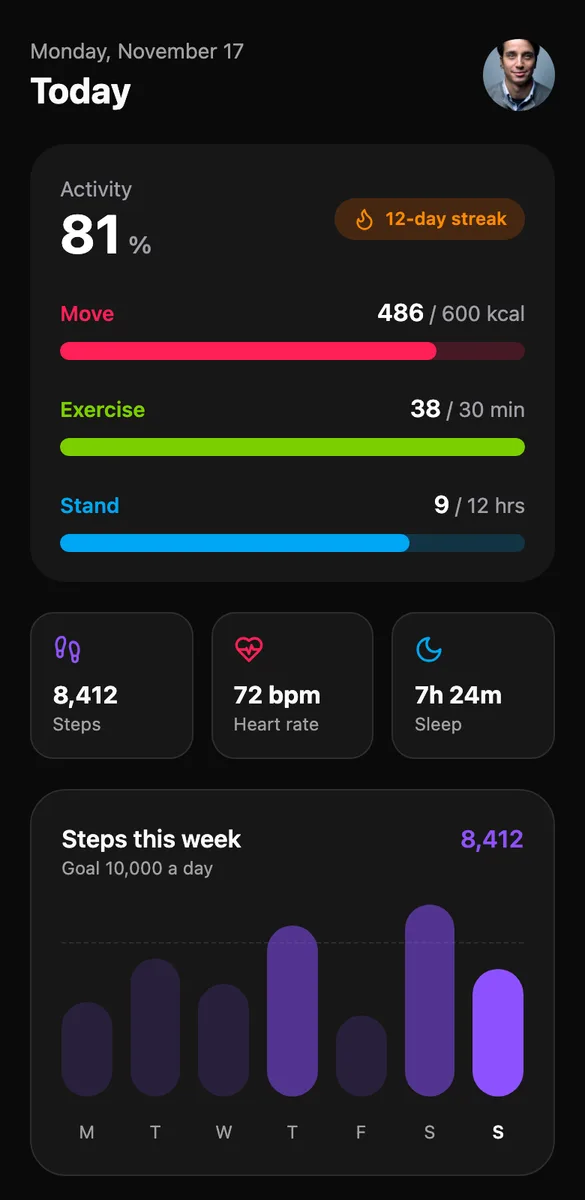 Monday, November 17
Today
Activity
81 %
12-day streak
Move
486 / 600 kcal
Exercise
38 / 30 min
Stand
9 / 12 hrs
8,412
Steps
72 bpm
Heart rate
7h 24m
Sleep
Steps this week
8,412
Goal 10,000 a day
M T W T F S S